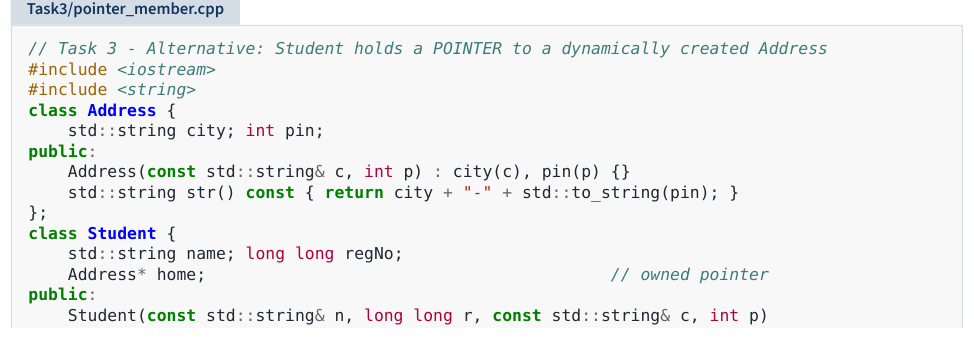 Task3/pointer_member.cpp
// Task 3 - Alternative: Student holds a POINTER to a dynamically created Address
#include <iostream>
#include <string>
class Address {
    std::string city; int pin;
public:
    Address(const std::string& c, int p) : city(c), pin(p) {}
    std::string str() const { return city + "-" + std::to_string(pin); }
};
class Student {
    std::string name; long long regNo;
    Address* home;                                         // owned pointer
public:
    Student(const std::string& n, long long r, const std::string& c, int p)